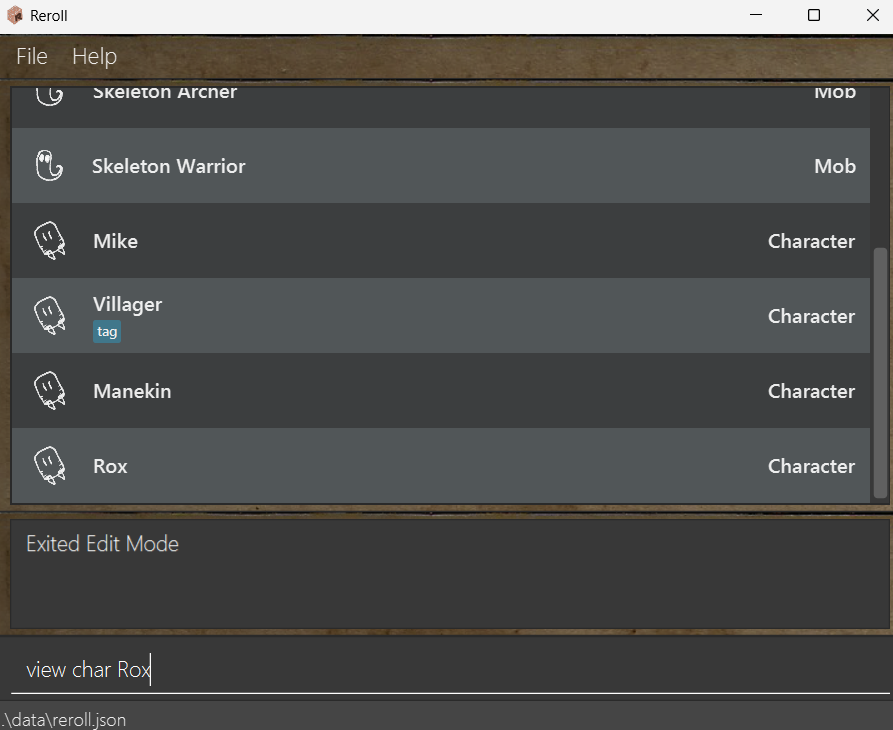 Reroll
File Help
Skeleton Archer Mob
Skeleton Warrior Mob
Mike Character
Villager
tag
Character
Manekin Character
Rox Character
Exited Edit Mode
view char Rox
.\data\reroll.json